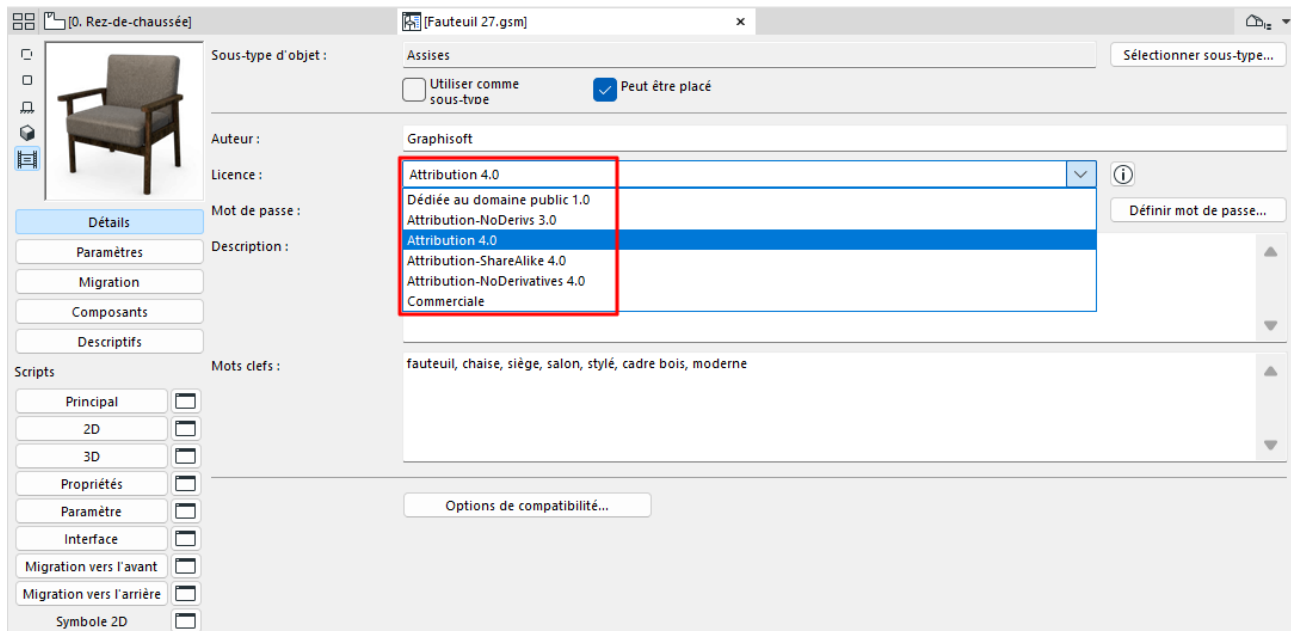 [0. Rez-de-chaussée]
[Fauteuil 27.gsm]
Sous-type d'objet :
Assises
Sélectionner sous-type...
Utiliser comme
sous-type
Peut être placé
Auteur :
Graphisoft
Licence :
Attribution 4.0
Dédiée au domaine public 1.0
Attribution-NoDerivs 3.0
Attribution 4.0
Attribution-ShareAlike 4.0
Attribution-NoDerivatives 4.0
Commerciale
Mot de passe :
Définir mot de passe...
Description :
Mots clefs :
fauteuil, chaise, siège, salon, stylé, cadre bois, moderne
Options de compatibilité...
Détails
Paramètres
Migration
Composants
Descriptifs
Scripts
Principal
2D
3D
Propriétés
Paramètre
Interface
Migration vers l'avant
Migration vers l'arrière
Symbole 2D